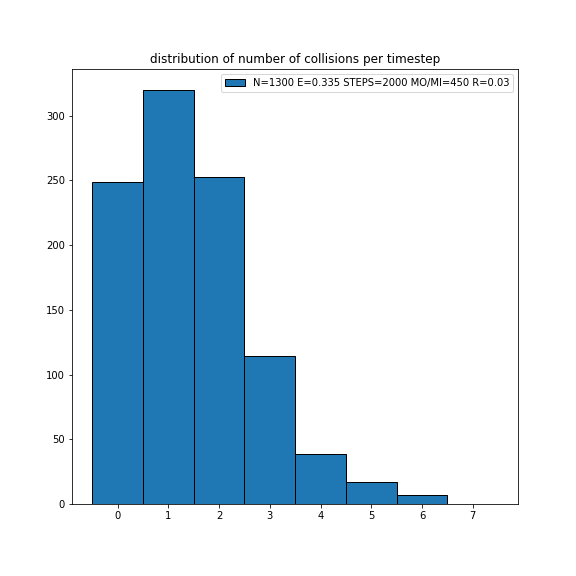 distribution of number of collisions per timestep
N=1300 E=0.335 STEPS=2000 MO/MI=450 R=0.03
300
250
200
150
100
50
0
0 1 2 3 4 5 6 7